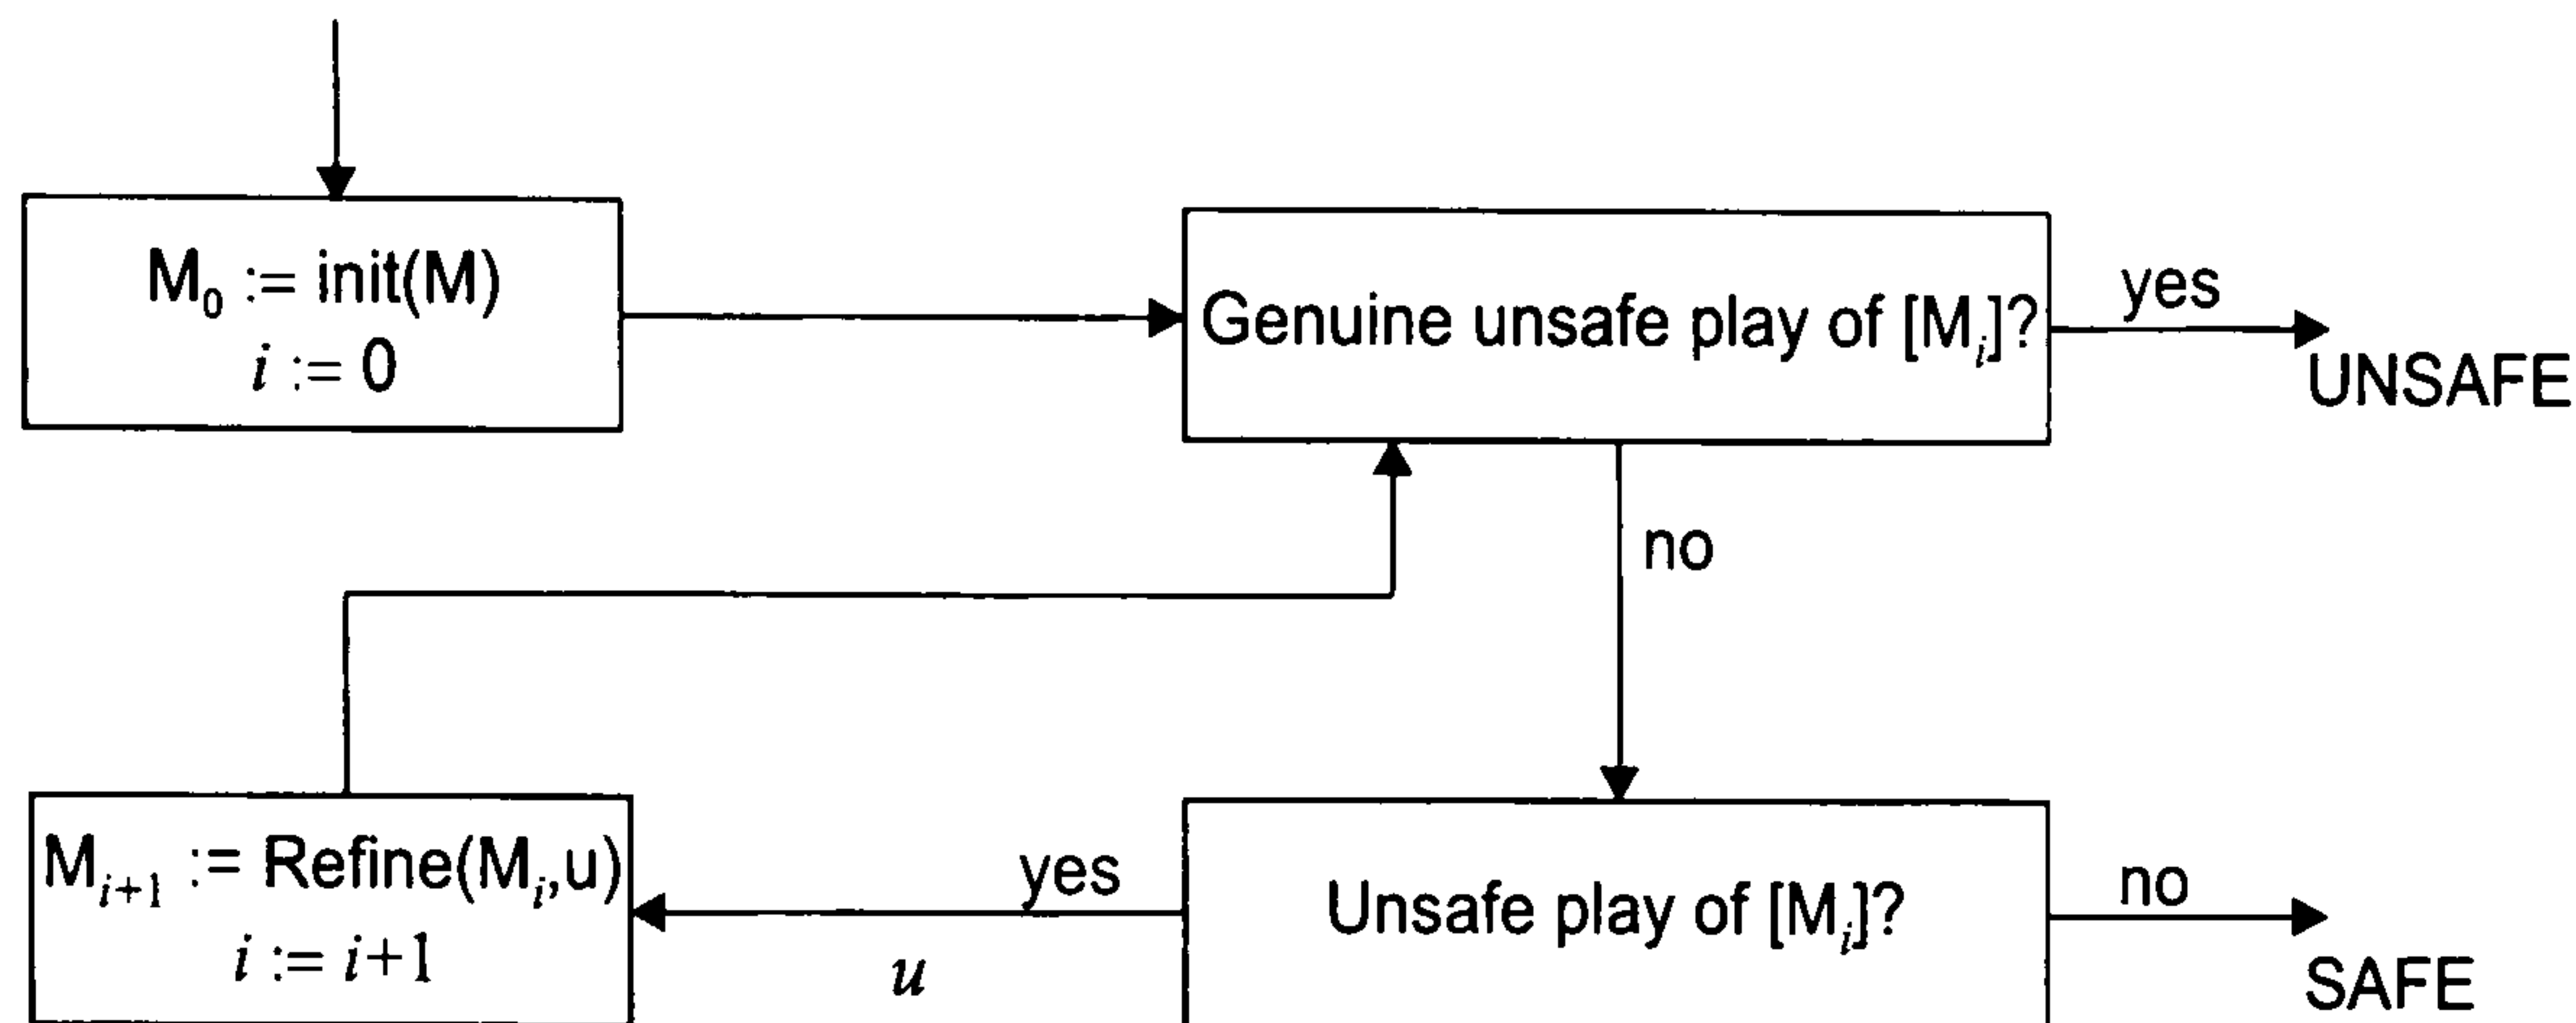 M₀ := init(M)
i := 0
Genuine unsafe play of [Mᵢ]?
yes
UNSAFE
no
Mᵢ₊₁ := Refine(Mᵢ,u)
i := i+1
yes
u
Unsafe play of [Mᵢ]?
no
SAFE